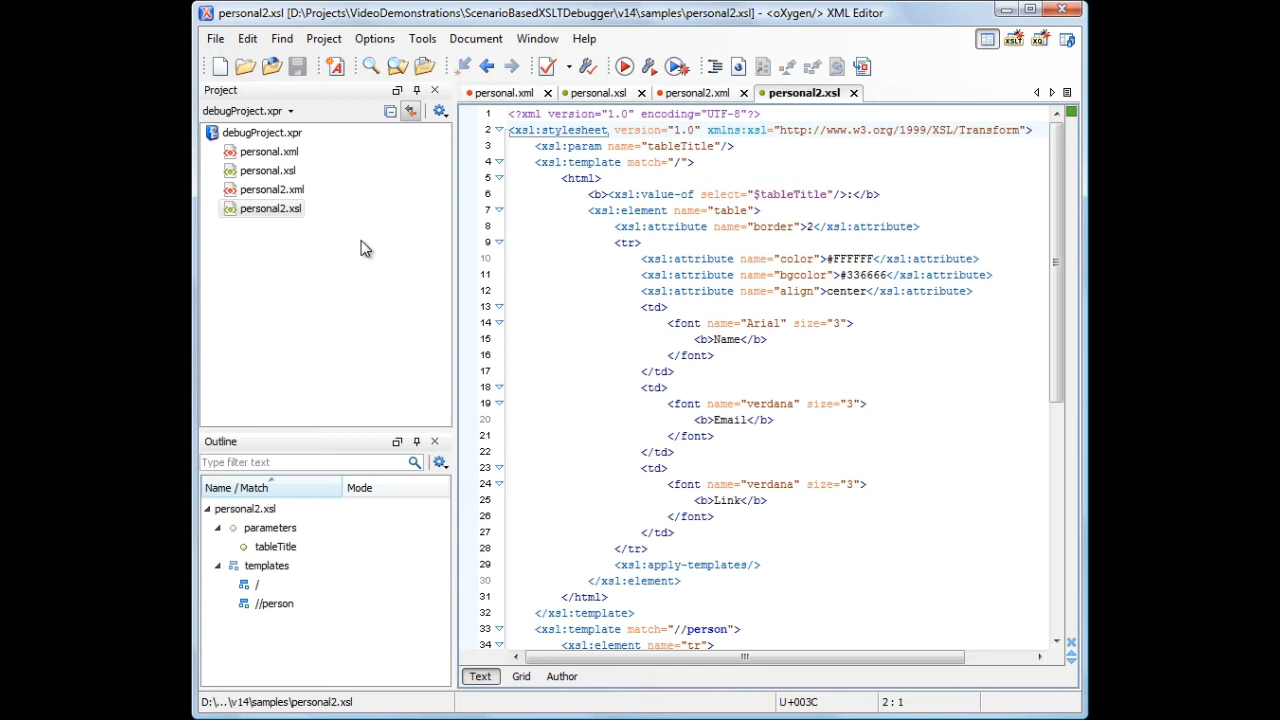 personal2.xsl [D:\Projects\VideoDemonstrations\ScenarioBasedXSLTDebugger\v14\samples\personal2.xsl] - <oXygen/> XML Editor
File Edit Find Project Options Tools Document Window Help
XSLT XQ
Project
debugProject.xpr
debugProject.xpr
personal.xml
personal.xsl
personal2.xml
personal2.xsl
Outline
Type filter text
Name / Match Mode
personal2.xsl
parameters
tableTitle
templates
/
//person
personal.xml personal.xsl personal2.xml personal2.xsl
1 <?xml version="1.0" encoding="UTF-8"?>
2 <xsl:stylesheet version="1.0" xmlns:xsl="http://www.w3.org/1999/XSL/Transform">
3 <xsl:param name="tableTitle"/>
4 <xsl:template match="/">
5 <html>
6 <b><xsl:value-of select="$tableTitle"/>:</b>
7 <xsl:element name="table">
8 <xsl:attribute name="border">2</xsl:attribute>
9 <tr>
10 <xsl:attribute name="color">#FFFFFF</xsl:attribute>
11 <xsl:attribute name="bgcolor">#336666</xsl:attribute>
12 <xsl:attribute name="align">center</xsl:attribute>
13 <td>
14 <font name="Arial" size="3">
15 <b>Name</b>
16 </font>
17 </td>
18 <td>
19 <font name="verdana" size="3">
20 <b>Email</b>
21 </font>
22 </td>
23 <td>
24 <font name="verdana" size="3">
25 <b>Link</b>
26 </font>
27 </td>
28 </tr>
29 <xsl:apply-templates/>
30 </xsl:element>
31 </html>
32 </xsl:template>
33 <xsl:template match="//person">
34 <xsl:element name="tr">
Text Grid Author
D:\...\v14\samples\personal2.xsl U+003C 2 : 1